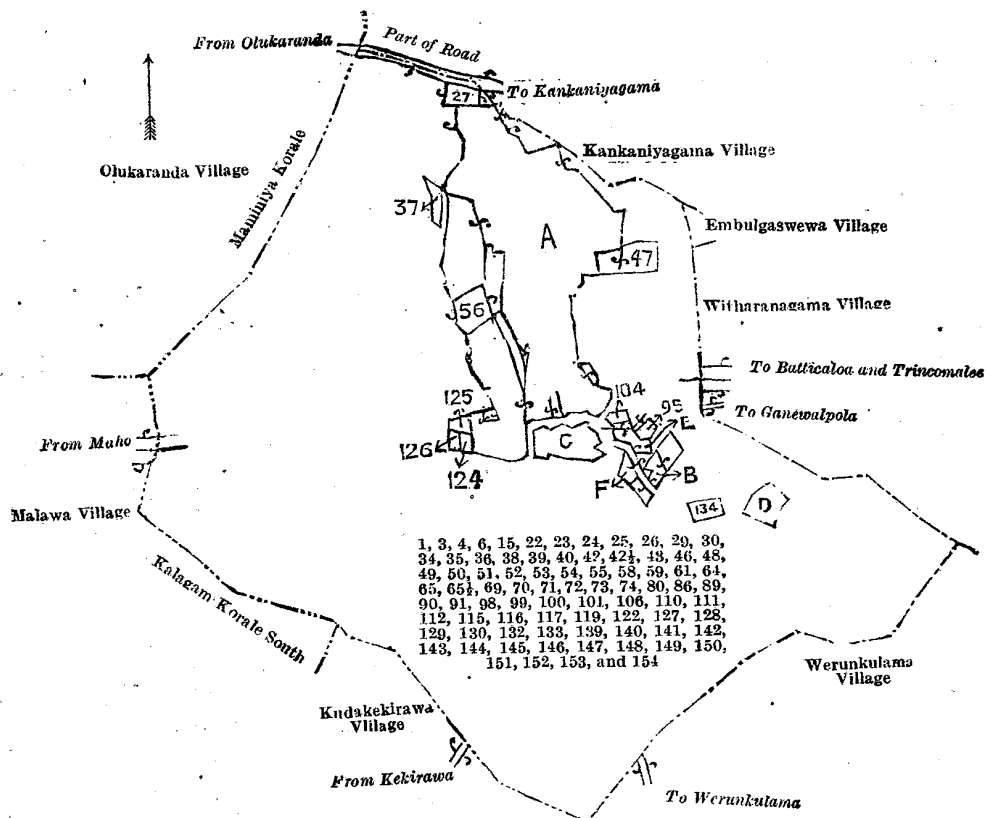 From Olukaranda
Part of Road
27
To Kankaniyagama
Olukaranda Village
Maminiya Korale
Kankaniyagama Village
37
A
Embulgaswewa Village
47
56
Witharanagama Village
To Batticaloa and Trincomalee
104
125
95
E
To Ganewalpola
From Maho
126
C
124
F
B
134
D
Malawa Village
1, 3, 4, 6, 15, 22, 23, 24, 25, 26, 29, 30,
34, 35, 36, 38, 39, 40, 42, 42½, 43, 46, 48,
49, 50, 51, 52, 53, 54, 55, 58, 59, 61, 64,
65, 65½, 69, 70, 71, 72, 73, 74, 80, 86, 89,
90, 91, 98, 99, 100, 101, 106, 110, 111,
112, 115, 116, 117, 119, 122, 127, 128,
129, 130, 132, 133, 139, 140, 141, 142,
143, 144, 145, 146, 147, 148, 149, 150,
151, 152, 153, and 154
Kalagam Korale South
Werunkulama
Village
Kudakekirawa
Vlilage
From Kekirawa
To Werunkulama